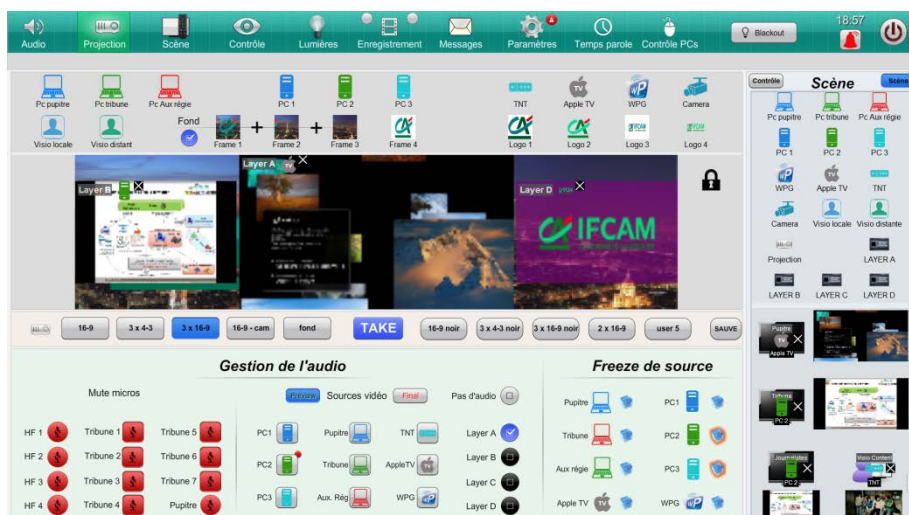 18:57
Audio Projection Scène Contrôle Lumières Enregistrement Messages Paramètres Temps parole Contrôle PCs Blackout
Pc pupitre Pc tribune Pc Aux régie PC 1 PC 2 PC 3 TNT Apple TV WPG Camera
Visio locale Visio distant Fond Frame 1 + Frame 2 + Frame 3 Frame 4 Logo 1 Logo 2 Logo 3 Logo 4
Layer B
Layer A
Layer D
IFCAM
16-9 3 x 4-3 3 x 16-9 16-9 - cam fond TAKE 16-9 noir 3 x 4-3 noir 3 x 16-9 noir 2 x 16-9 user 5 SAUVE
Gestion de l'audio
Mute micros
HF 1 Tribune 1 Tribune 5
HF 2 Tribune 2 Tribune 6
HF 3 Tribune 3 Tribune 7
HF 4 Tribune 4 Pupitre
Preview Sources vidéo Final Pas d'audio
PC1 Pupitre TNT Layer A
PC2 Tribune AppleTV Layer B
Layer C
PC3 Aux. Rég WPG Layer D
Freeze de source
Pupitre PC1
Tribune PC2
Aux régie PC3
Apple TV WPG
Contrôle Scène Scène
Pc pupitre Pc tribune Pc Aux régie
PC 1 PC 2 PC 3
WPG Apple TV TNT
Camera Visio locale Visio distante
Projection LAYER A
LAYER B LAYER C LAYER D
Pupitre
Apple TV
Tribune
PC 2
Journalistes
PC 2
Visio Content
TNT